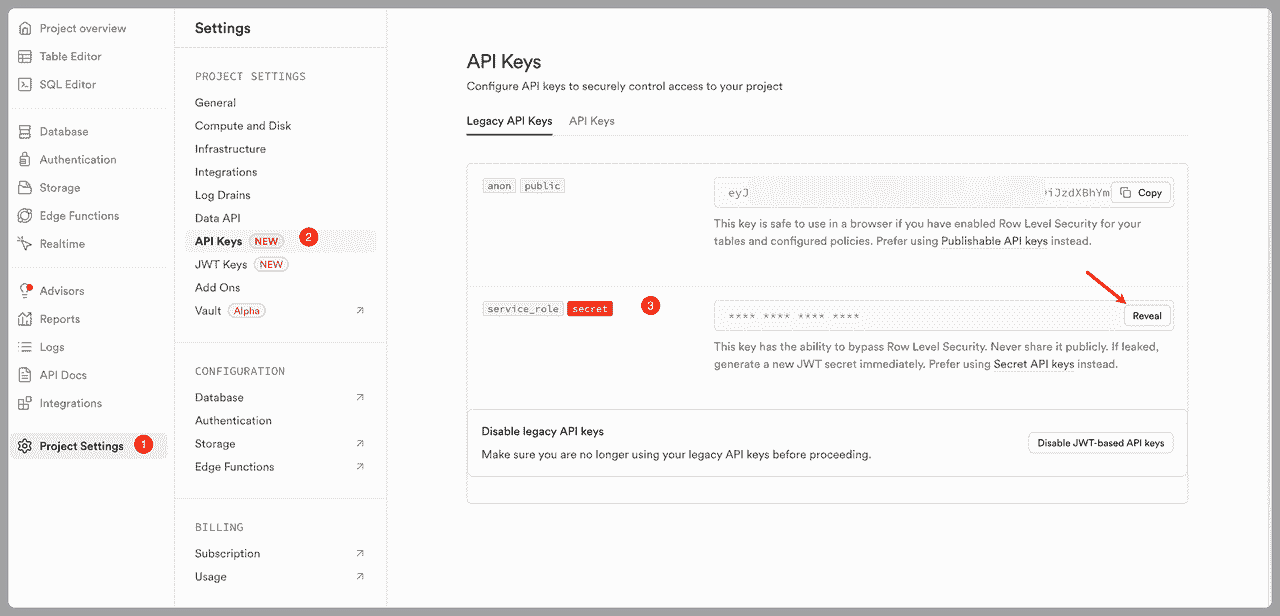 Project overview
Table Editor
SQL Editor
Database
Authentication
Storage
Edge Functions
Realtime
Advisors
Reports
Logs
API Docs
Integrations
Project Settings 1
Settings
PROJECT SETTINGS
General
Compute and Disk
Infrastructure
Integrations
Log Drains
Data API
API Keys NEW 2
JWT Keys NEW
Add Ons
Vault Alpha
CONFIGURATION
Database
Authentication
Storage
Edge Functions
BILLING
Subscription
Usage
API Keys
Configure API keys to securely control access to your project
Legacy API Keys API Keys
anon public
eyJ iJzdXBhYm Copy
This key is safe to use in a browser if you have enabled Row Level Security for your
tables and configured policies. Prefer using Publishable API keys instead.
service_role secret 3
**** **** **** **** Reveal
This key has the ability to bypass Row Level Security. Never share it publicly. If leaked,
generate a new JWT secret immediately. Prefer using Secret API keys instead.
Disable legacy API keys
Make sure you are no longer using your legacy API keys before proceeding.
Disable JWT-based API keys